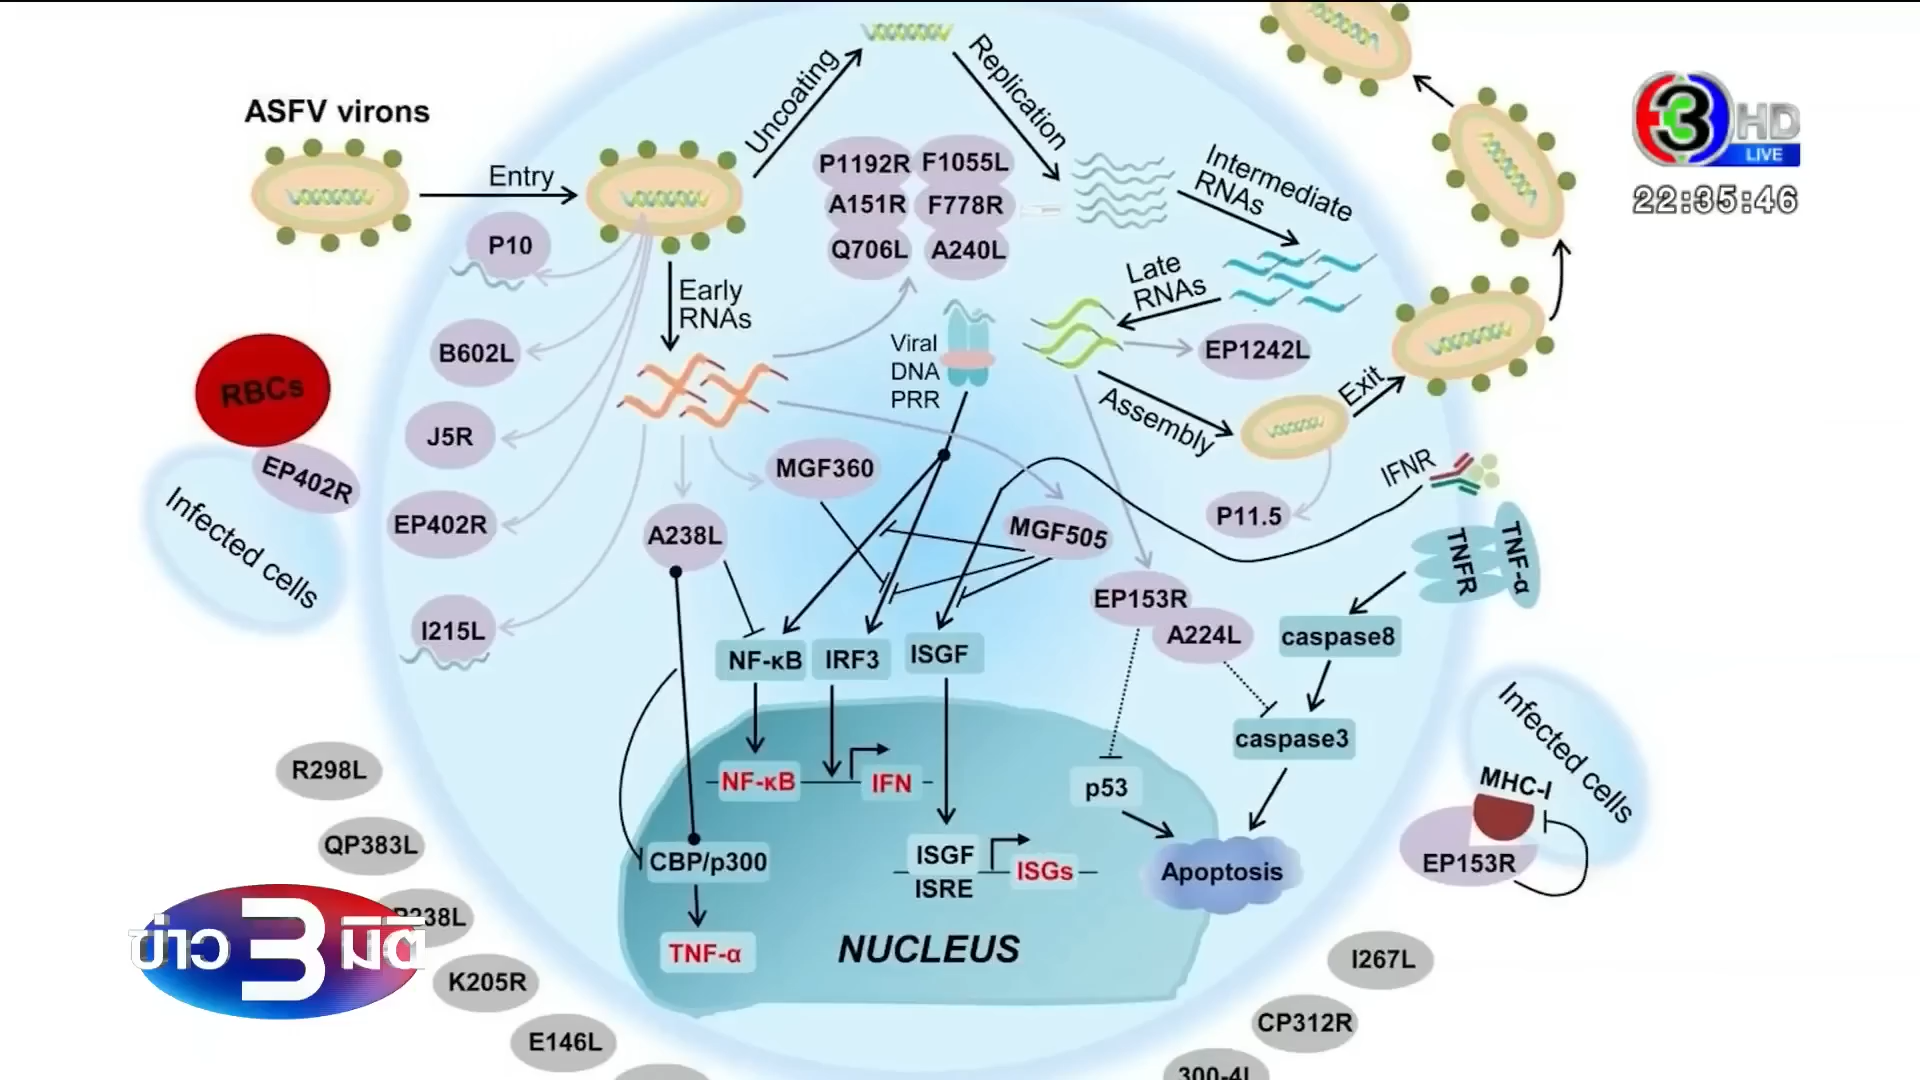 ASFV virons
Entry
Uncoating
Replication
HD
LIVE
22:35:46
P1192R
F1055L
A151R
F778R
Q706L
A240L
Intermediate
RNAs
P10
Early
RNAs
Late
RNAs
B602L
Viral
DNA
PRR
EP1242L
RBCs
EP402R
Infected cells
J5R
Assembly
Exit
MGF360
IFNR
EP402R
A238L
MGF505
P11.5
TNFR
TNF-α
I215L
EP153R
A224L
caspase8
NF-κB
IRF3
ISGF
caspase3
Infected cells
R298L
NF-κB
IFN
p53
MHC-I
QP383L
CBP/p300
ISGF
ISRE
ISGs
Apoptosis
EP153R
ข่าว 3 มิติ
K205R
TNF-α
NUCLEUS
I267L
E146L
CP312R